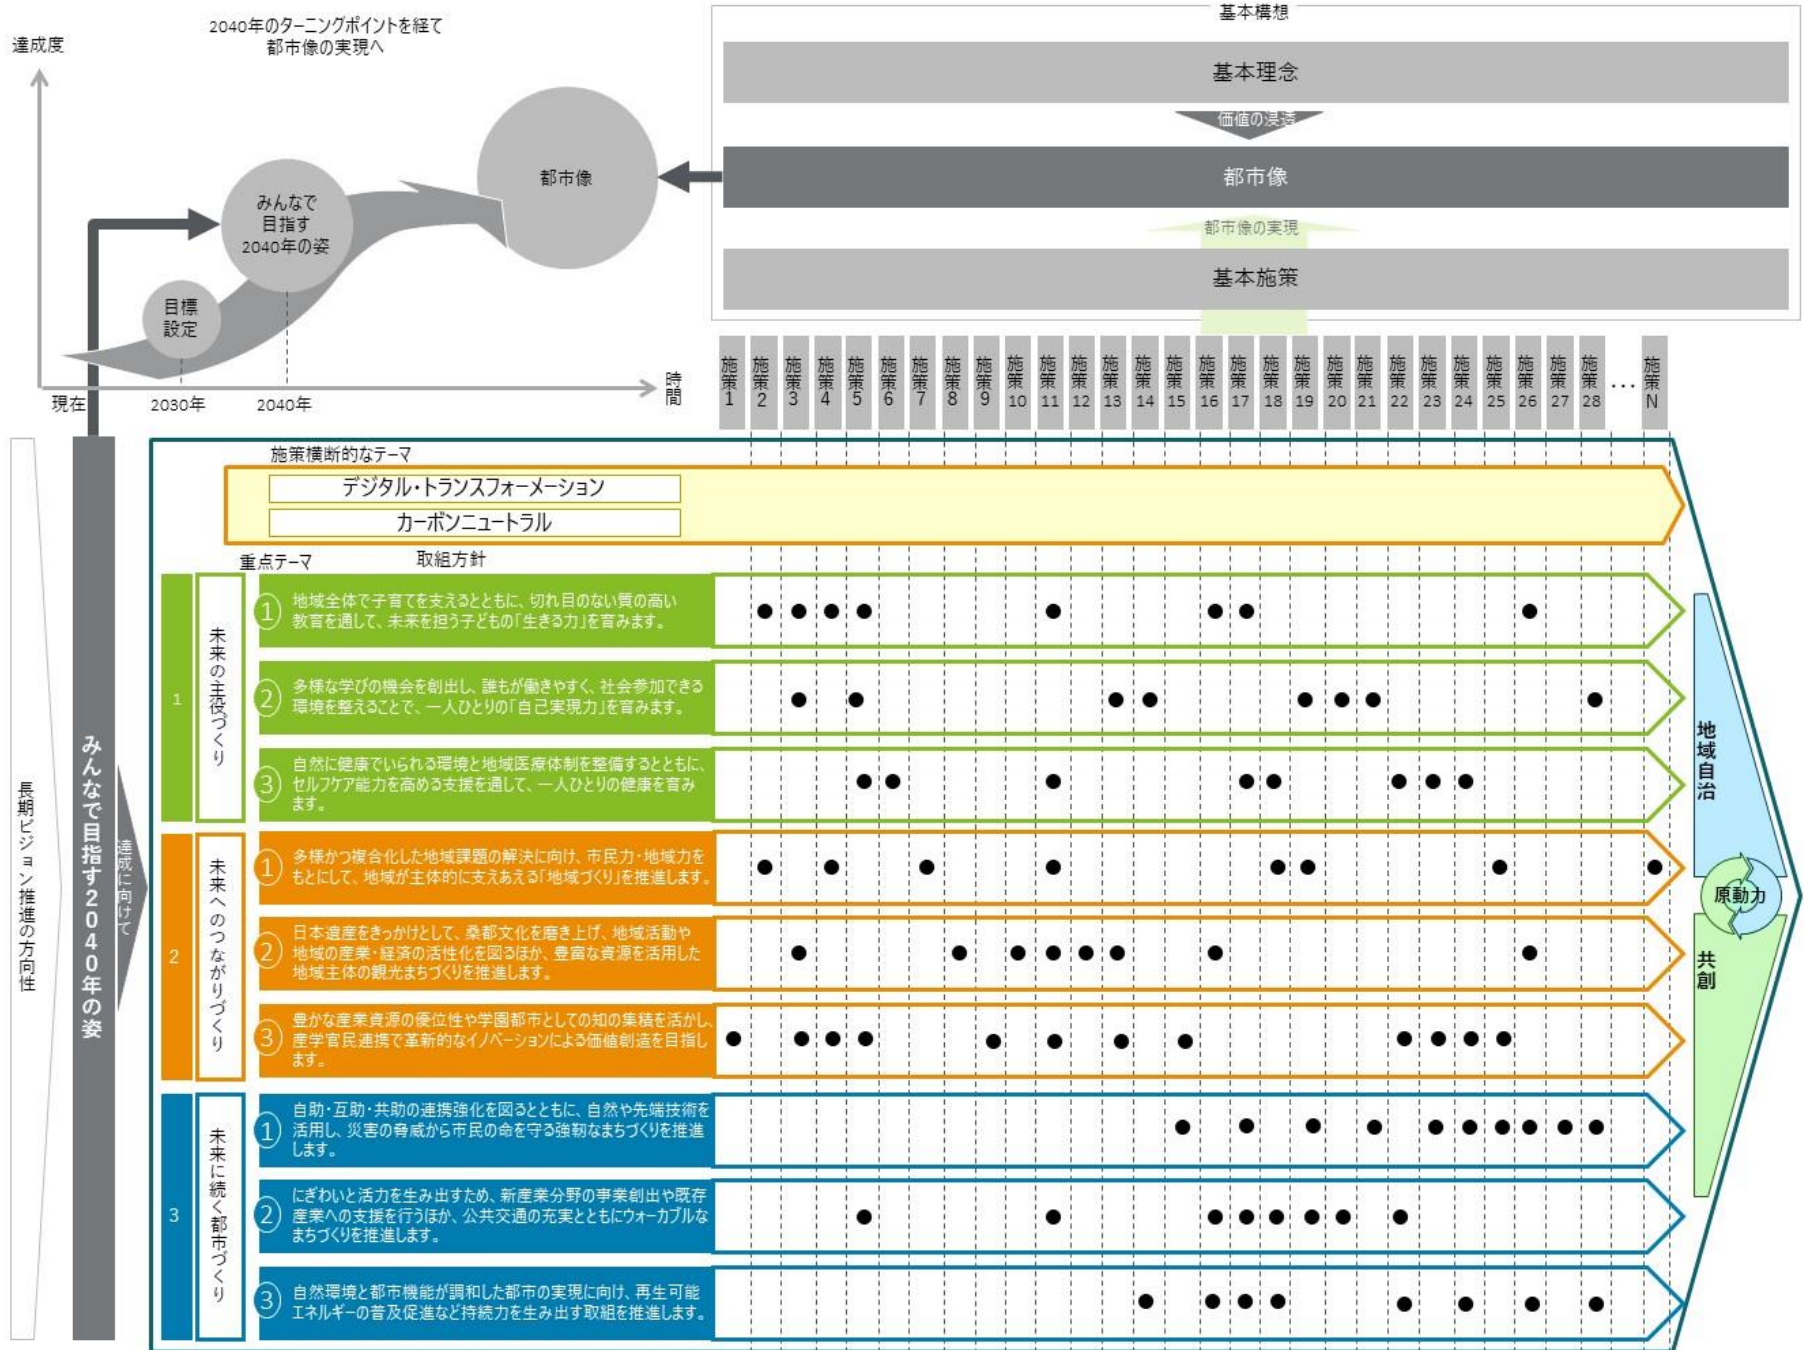 達成度
2040年のターニングポイントを経て
都市像の実現へ
都市像
みんなで
目指す
2040年の姿
目標
設定
現在
2030年
2040年
時間
基本構想
基本理念
価値の浸透
都市像
都市像の実現
基本施策
施策1
施策2
施策3
施策4
施策5
施策6
施策7
施策8
施策9
施策10
施策11
施策12
施策13
施策14
施策15
施策16
施策17
施策18
施策19
施策20
施策21
施策22
施策23
施策24
施策25
施策26
施策27
施策28
…
施策N
長期ビジョン推進の方向性
みんなで目指す2040年の姿
達成に向けて
施策横断的なテーマ
デジタル・トランスフォーメーション
カーボンニュートラル
重点テーマ
取組方針
1
未来の主役づくり
①
地域全体で子育てを支えるとともに、切れ目のない質の高い
教育を通して、未来を担う子どもの「生きる力」を育みます。
②
多様な学びの機会を創出し、誰もが働きやすく、社会参加できる
環境を整えることで、一人ひとりの「自己実現力」を育みます。
③
自然に健康でいられる環境と地域医療体制を整備するとともに、
セルフケア能力を高める支援を通して、一人ひとりの健康を育み
ます。
2
未来へのつながりづくり
①
多様かつ複合化した地域課題の解決に向け、市民力・地域力を
もとにして、地域が主体的に支えあえる「地域づくり」を推進します。
②
日本遺産をきっかけとして、桑都文化を磨き上げ、地域活動や
地域の産業・経済の活性化を図るほか、豊富な資源を活用した
地域主体の観光まちづくりを推進します。
③
豊かな産業資源の優位性や学園都市としての知の集積を活かし、
産学官民連携で革新的なイノベーションによる価値創造を目指し
ます。
3
未来に続く都市づくり
①
自助・互助・共助の連携強化を図るとともに、自然や先端技術を
活用し、災害の脅威から市民の命を守る強靭なまちづくりを推進
します。
②
にぎわいと活力を生み出すため、新産業分野の事業創出や既存
産業への支援を行うほか、公共交通の充実とともにウォーカブルな
まちづくりを推進します。
③
自然環境と都市機能が調和した都市の実現に向け、再生可能
エネルギーの普及促進など持続力を生み出す取組を推進します。
地域自治
原動力
共創